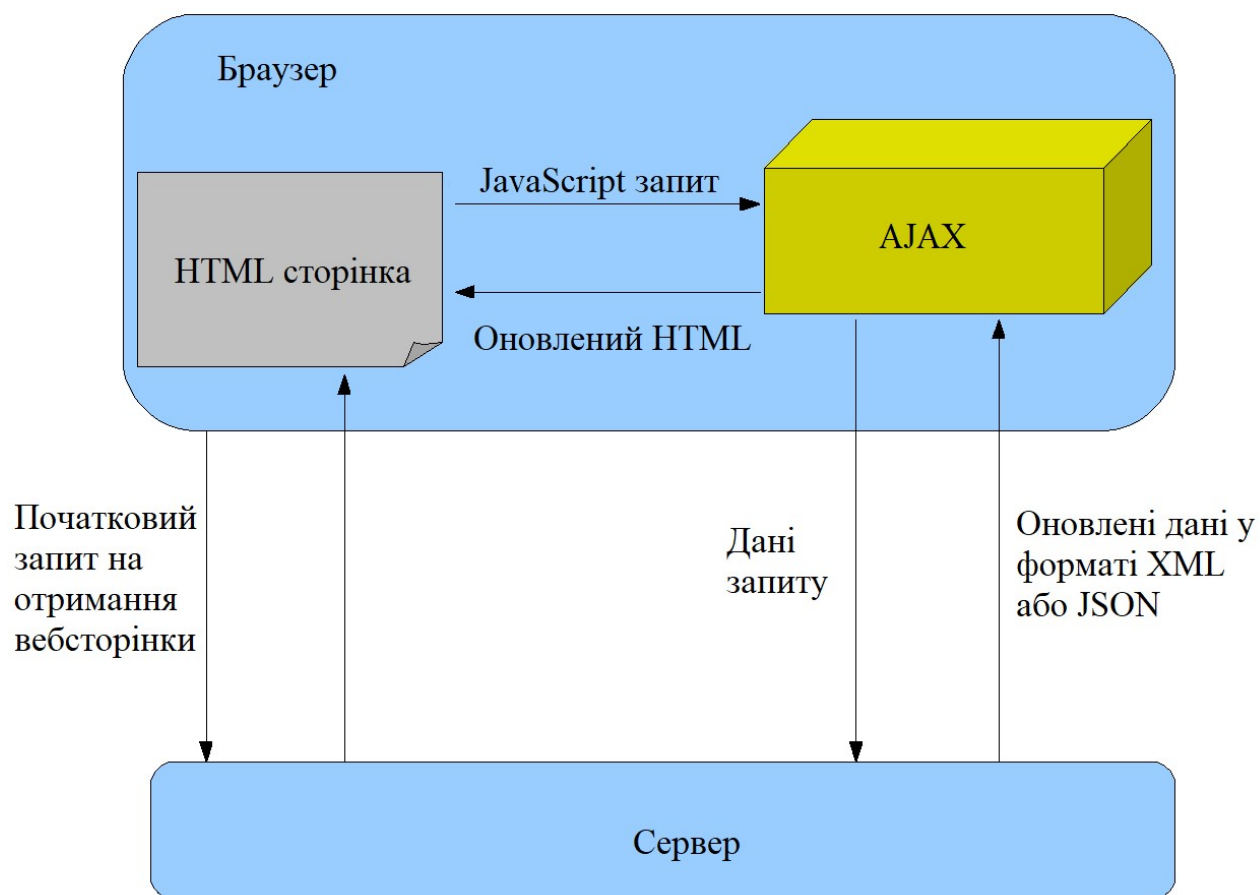 Браузер
JavaScript запит
AJAX
HTML сторінка
Оновлений HTML
Початковий
запит на
отримання
вебсторінки
Дані
запиту
Оновлені дані у
форматі XML
або JSON
Сервер